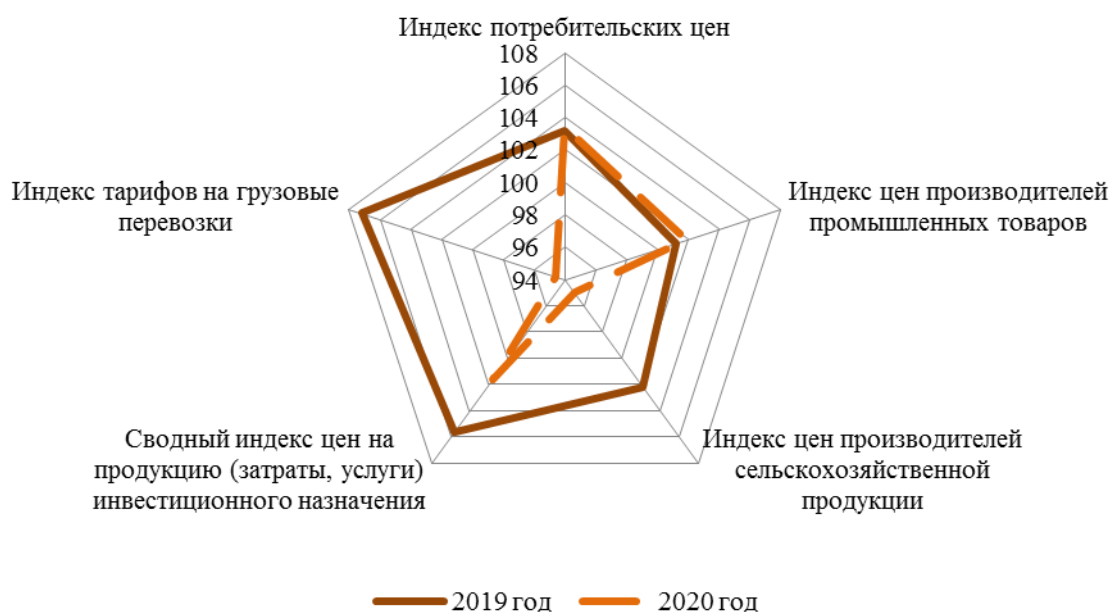 Индекс потребительских цен
108
106
104
102
100
98
96
94
Индекс тарифов на грузовые
перевозки
Индекс цен производителей
промышленных товаров
Сводный индекс цен на
продукцию (затраты, услуги)
инвестиционного назначения
Индекс цен производителей
сельскохозяйственной
продукции
2019 год
2020 год